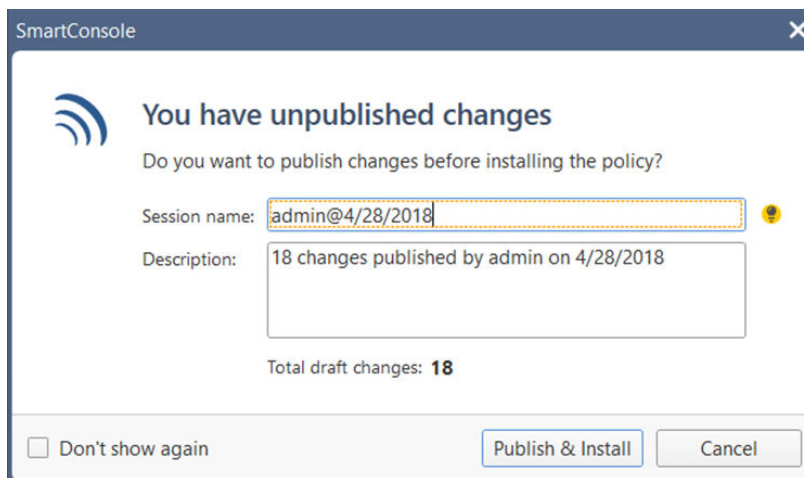 SmartConsole
You have unpublished changes
Do you want to publish changes before installing the policy?
Session name: admin@4/28/2018
Description: 18 changes published by admin on 4/28/2018
Total draft changes: 18
Don't show again Publish & Install Cancel